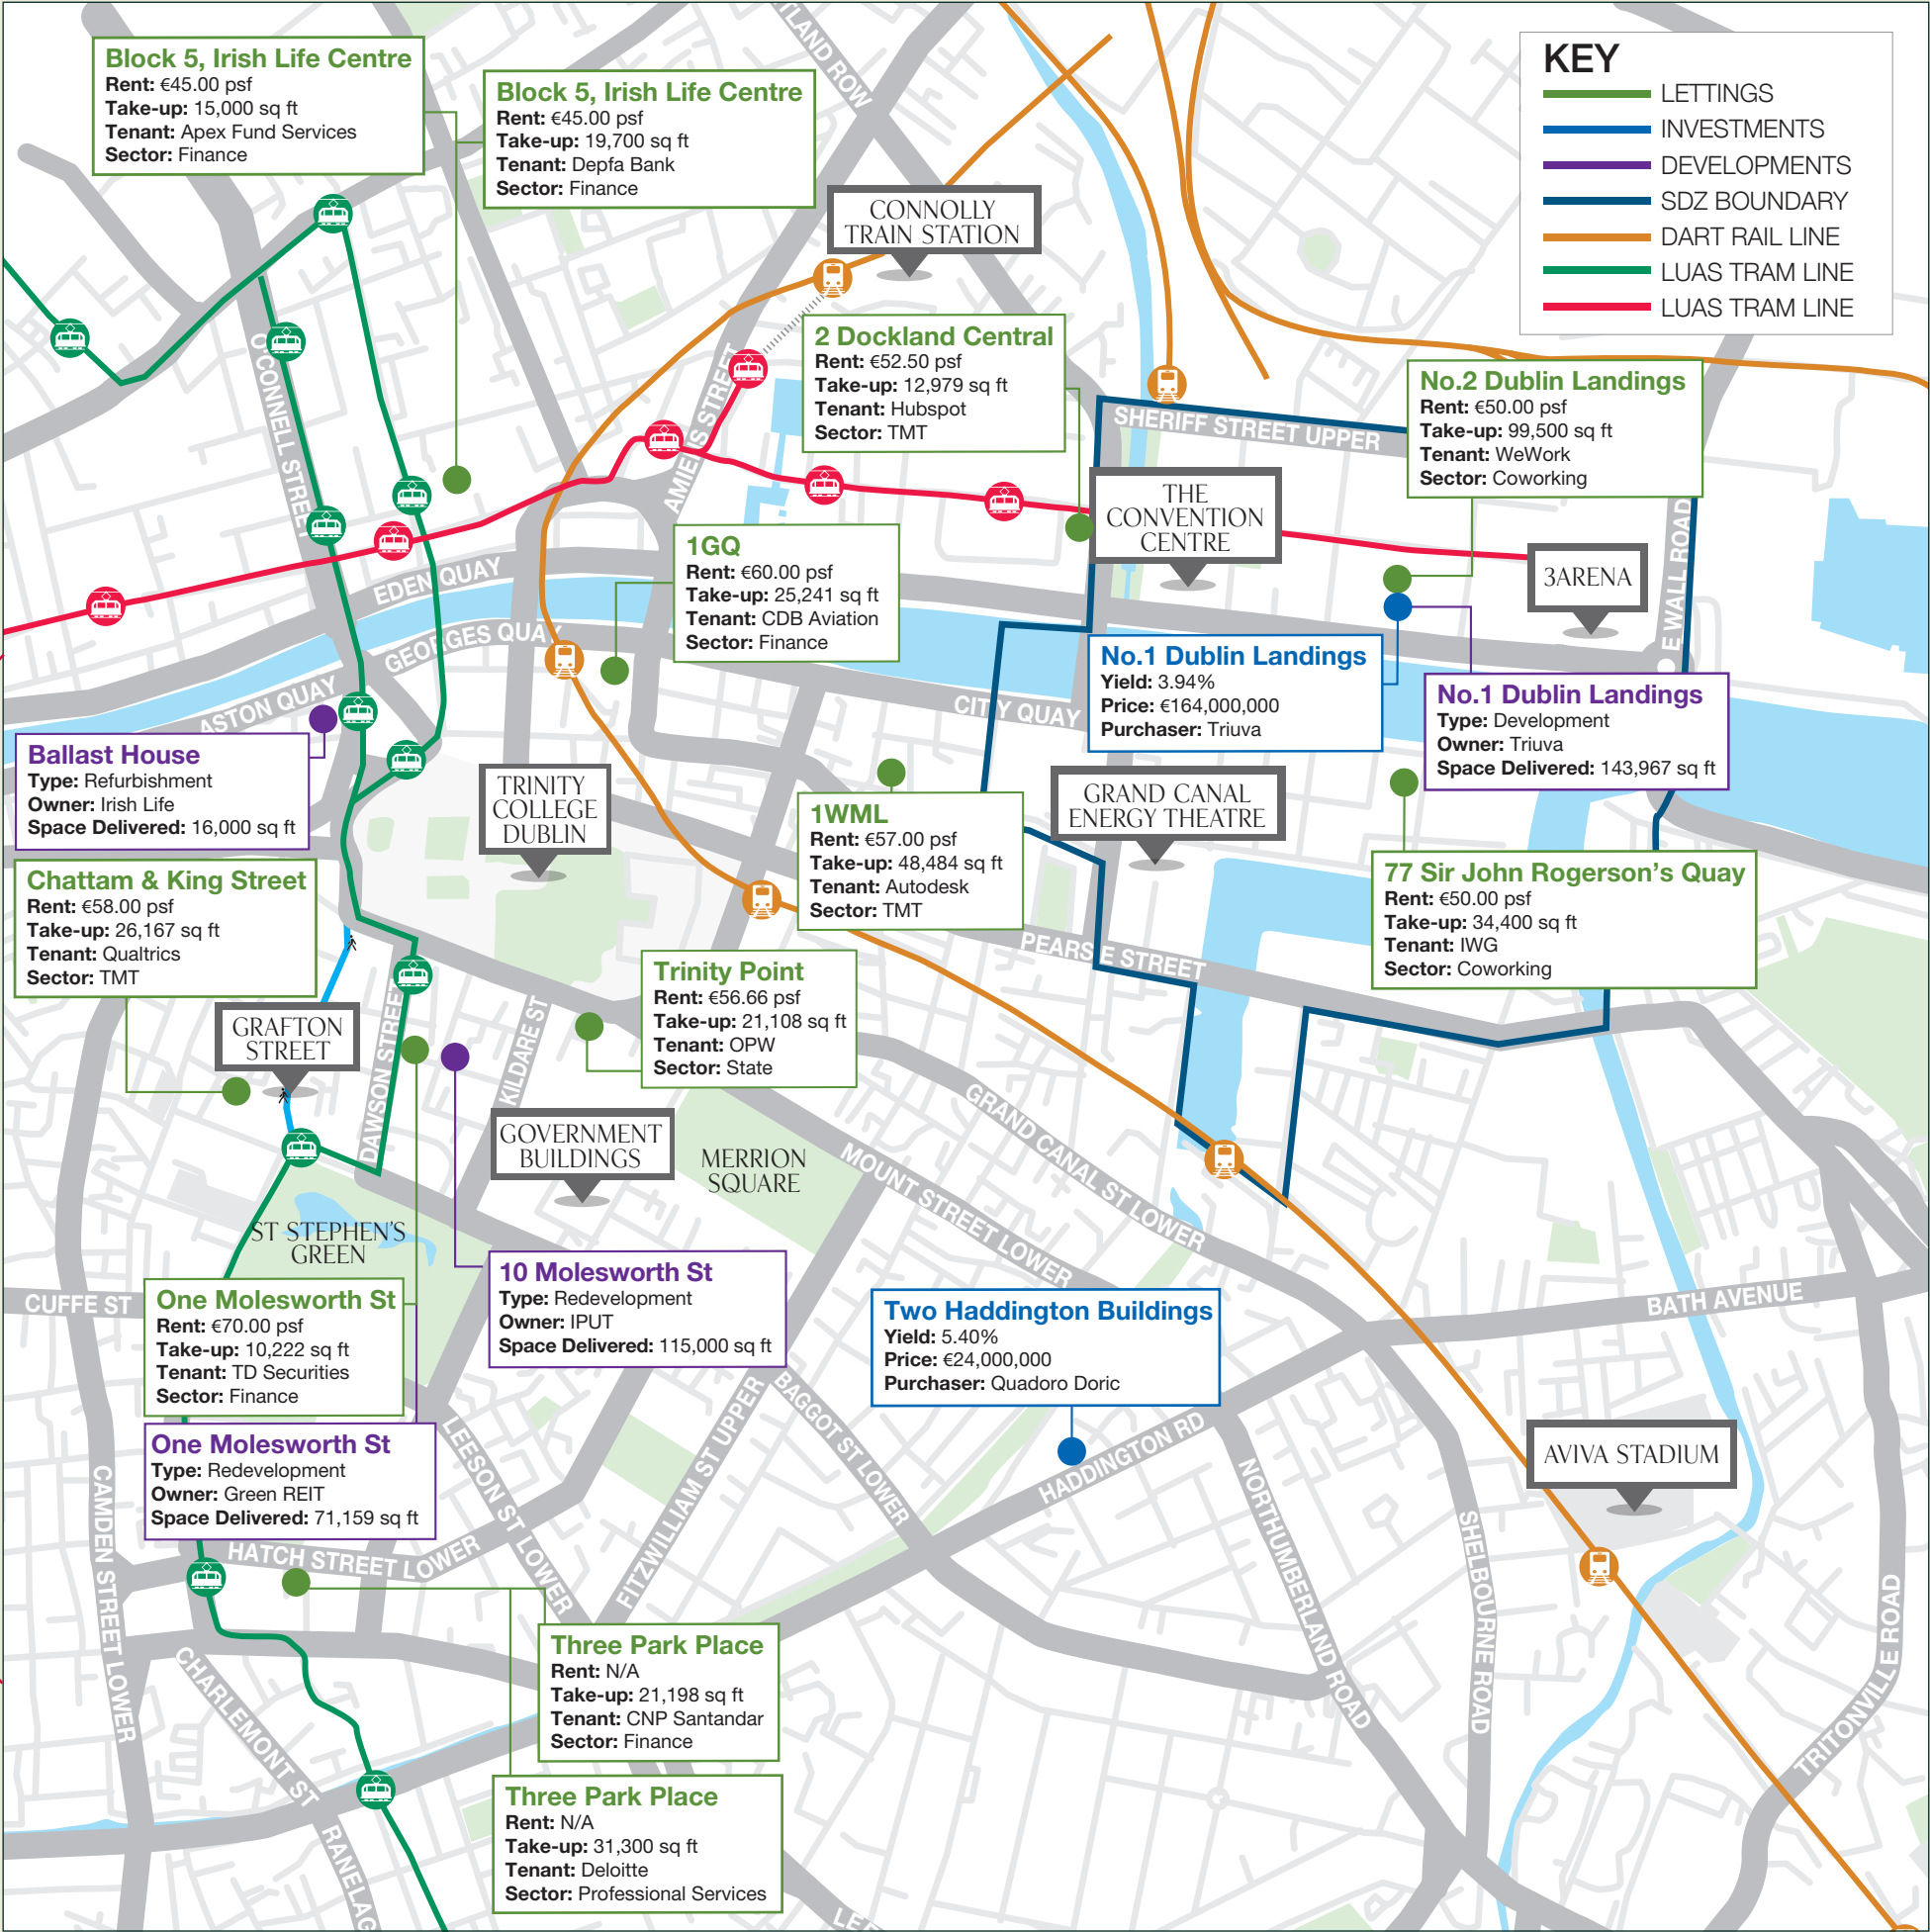 Block 5, Irish Life Centre
Rent: €45.00 psf
Take-up: 15,000 sq ft
Tenant: Apex Fund Services
Sector: Finance
Block 5, Irish Life Centre
Rent: €45.00 psf
Take-up: 19,700 sq ft
Tenant: Depfa Bank
Sector: Finance
TLAND ROW
KEY
LETTINGS
INVESTMENTS
DEVELOPMENTS
SDZ BOUNDARY
DART RAIL LINE
LUAS TRAM LINE
LUAS TRAM LINE
CONNOLLY
TRAIN STATION
O'CONNELL STREET
AMIENS STREET
2 Dockland Central
Rent: €52.50 psf
Take-up: 12,979 sq ft
Tenant: Hubspot
Sector: TMT
SHERIFF STREET UPPER
No.2 Dublin Landings
Rent: €50.00 psf
Take-up: 99,500 sq ft
Tenant: WeWork
Sector: Coworking
THE
CONVENTION
CENTRE
3ARENA
E WALL ROAD
1GQ
Rent: €60.00 psf
Take-up: 25,241 sq ft
Tenant: CDB Aviation
Sector: Finance
EDEN QUAY
GEORGES QUAY
ASTON QUAY
CITY QUAY
No.1 Dublin Landings
Yield: 3.94%
Price: €164,000,000
Purchaser: Triuva
No.1 Dublin Landings
Type: Development
Owner: Triuva
Space Delivered: 143,967 sq ft
Ballast House
Type: Refurbishment
Owner: Irish Life
Space Delivered: 16,000 sq ft
TRINITY
COLLEGE
DUBLIN
1WML
Rent: €57.00 psf
Take-up: 48,484 sq ft
Tenant: Autodesk
Sector: TMT
GRAND CANAL
ENERGY THEATRE
77 Sir John Rogerson's Quay
Rent: €50.00 psf
Take-up: 34,400 sq ft
Tenant: IWG
Sector: Coworking
Chattam & King Street
Rent: €58.00 psf
Take-up: 26,167 sq ft
Tenant: Qualtrics
Sector: TMT
PEARSE STREET
Trinity Point
Rent: €56.66 psf
Take-up: 21,108 sq ft
Tenant: OPW
Sector: State
GRAFTON
STREET
DAWSON STREET
KILDARE ST
GOVERNMENT
BUILDINGS
MERRION
SQUARE
GRAND CANAL ST LOWER
MOUNT STREET LOWER
ST STEPHEN'S
GREEN
CUFFE ST
One Molesworth St
Rent: €70.00 psf
Take-up: 10,222 sq ft
Tenant: TD Securities
Sector: Finance
10 Molesworth St
Type: Redevelopment
Owner: IPUT
Space Delivered: 115,000 sq ft
Two Haddington Buildings
Yield: 5.40%
Price: €24,000,000
Purchaser: Quadoro Doric
BATH AVENUE
One Molesworth St
Type: Redevelopment
Owner: Green REIT
Space Delivered: 71,159 sq ft
LEESON ST LOWER
FITZWILLIAM ST UPPER
BAGGOT ST LOWER
HADDINGTON RD
AVIVA STADIUM
CAMDEN STREET LOWER
HATCH STREET LOWER
NORTHUMBERLAND ROAD
SHELBOURNE ROAD
TRITONVILLE ROAD
CHARLEMONT ST
Three Park Place
Rent: N/A
Take-up: 21,198 sq ft
Tenant: CNP Santandar
Sector: Finance
Three Park Place
Rent: N/A
Take-up: 31,300 sq ft
Tenant: Deloitte
Sector: Professional Services
RANELAG
LEE